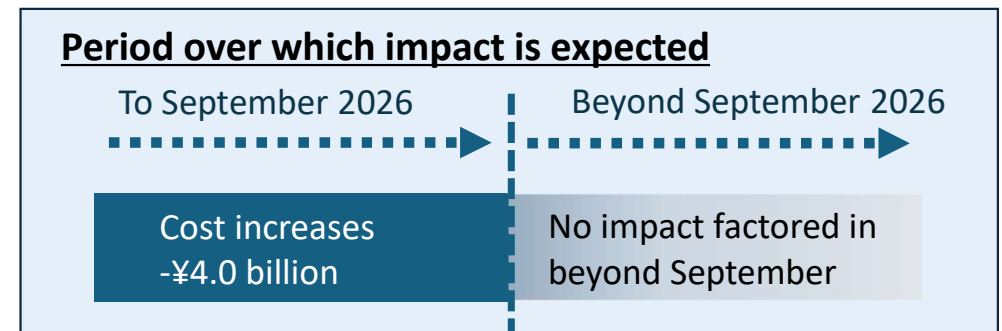 Period over which impact is expected
To September 2026
Beyond September 2026
Cost increases
-¥4.0 billion
No impact factored in
beyond September